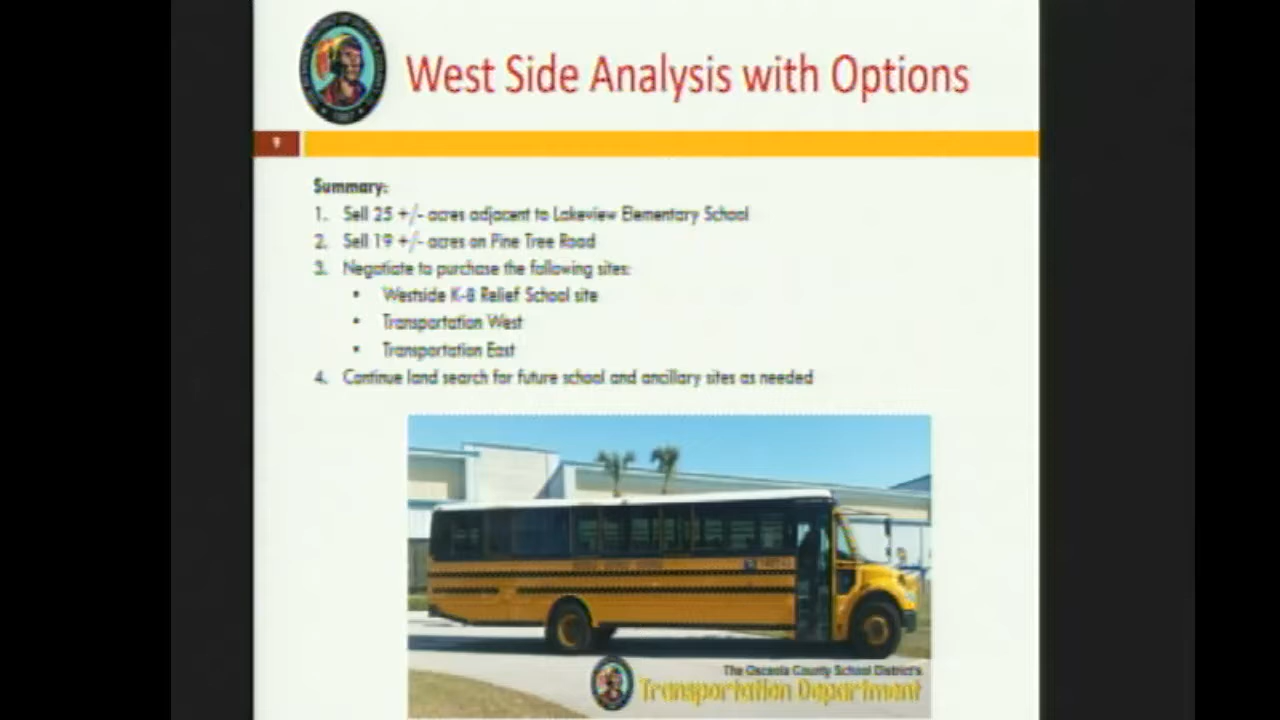 West Side Analysis with Options
9
Summary:
1. Sell 25 +/- acres adjacent to Lakeview Elementary School
2. Sell 19 +/- acres on Pine Tree Road
3. Negotiate to purchase the following sites:
• Westside K-8 Relief School site
• Transportation West
• Transportation East
4. Continue land search for future school and ancillary sites as needed
The Osceola County School District's
Transportation Department